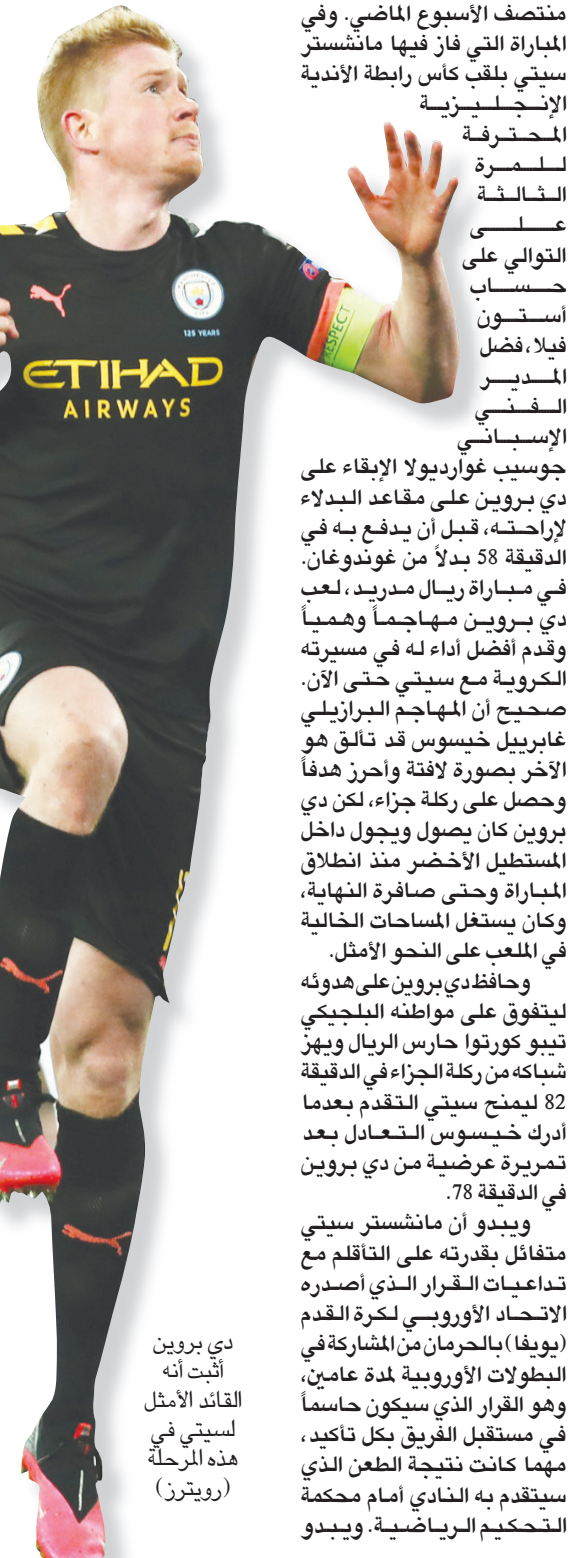 منتصف الأسبوع الماضي. وفي
المباراة التي فاز فيها مانشستر
سيتي بلقب كأس رابطة الأندية
الإنجليزية
المحترفة
للمرة
الثالثة
على
التوالي على
حساب
أستون
فيلا، فضل
المدير
الفني
الإسباني
جوسيب غوارديولا الإبقاء على
دي بروين على مقاعد البدلاء
لإراحته، قبل أن يدفع به في
الدقيقة 58 بدلاً من غوندوغان.
في مباراة ريال مدريد، لعب
دي بروين مهاجماً وهمياً
وقدم أفضل أداء له في مسيرته
الكروية مع سيتي حتى الآن.
صحيح أن المهاجم البرازيلي
غابرييل خيسوس قد تألق هو
الآخر بصورة لافتة وأحرز هدفاً
وحصل على ركلة جزاء، لكن دي
بروين كان يصول ويجول داخل
المستطيل الأخضر منذ انطلاق
المباراة وحتى صافرة النهاية،
وكان يستغل المساحات الخالية
في الملعب على النحو الأمثل.
وحافظ دي بروين على هدوئه
ليتفوق على مواطنه البلجيكي
تيبو كورتوا حارس الريال ويهز
شباكه من ركلة الجزاء في الدقيقة
82 ليمنح سيتي التقدم بعدما
أدرك خيسوس التعادل بعد
تمريرة عرضية من دي بروين
في الدقيقة 78.
ويبدو أن مانشستر سيتي
متفائل بقدرته على التأقلم مع
تداعيات القرار الذي أصدره
الاتحاد الأوروبي لكرة القدم
(يويفا) بالحرمان من المشاركة في
البطولات الأوروبية لمدة عامين،
وهو القرار الذي سيكون حاسماً
في مستقبل الفريق بكل تأكيد،
مهما كانت نتيجة الطعن الذي
سيتقدم به النادي أمام محكمة
التحكيم الرياضية. ويبدو
دي بروين
أثبت أنه
القائد الأمثل
لسيتي في
هذه المرحلة
(رويترز)
125 YEARS
ETIHAD
AIRWAYS
RESPECT